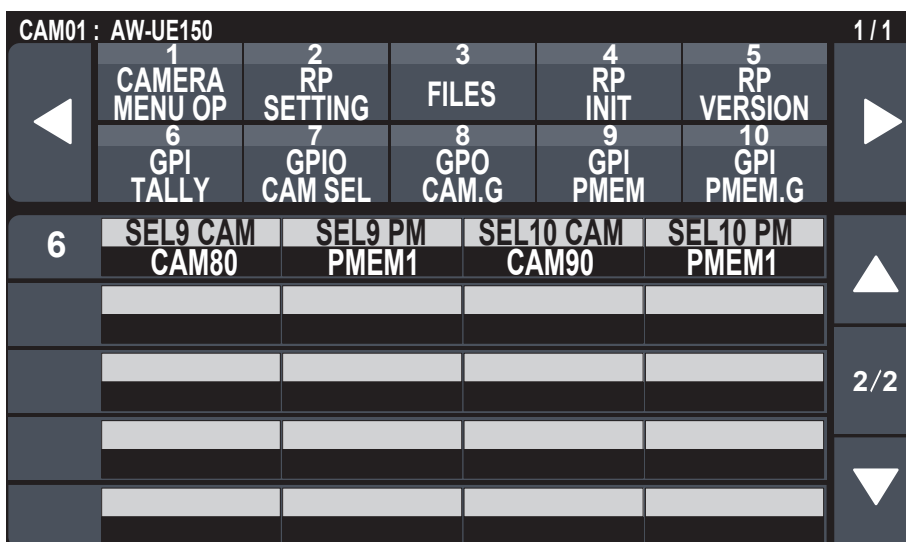 CAM01 : AW-UE150 1 / 1
1 2 3 4 5
CAMERA MENU OP RP SETTING FILES RP INIT RP VERSION
6 7 8 9 10
GPI TALLY GPIO CAM SEL GPO CAM.G GPI PMEM GPI PMEM.G
6 SEL9 CAM SEL9 PM SEL10 CAM SEL10 PM
CAM80 PMEM1 CAM90 PMEM1
2/2